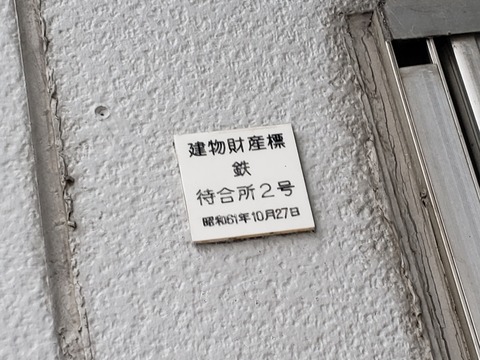 建物財産標
鉄
待合所2号
昭和61年10月27日